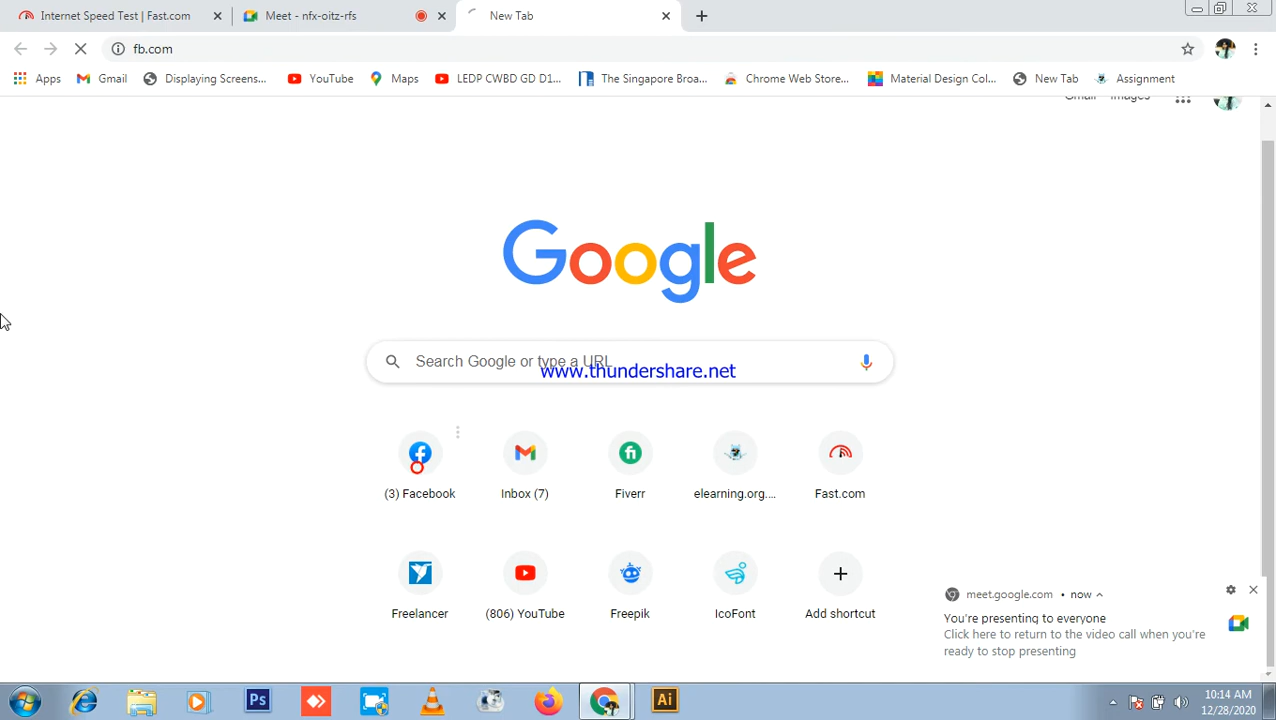 Internet Speed Test | Fast.com
Meet - nfx-oitz-rfs
New Tab
fb.com
Apps
Gmail
Displaying Screens...
YouTube
Maps
LEDP CWBD GD D1...
The Singapore Broa...
Chrome Web Store...
Material Design Col...
New Tab
Assignment
Gmail Images
Google
Search Google or type a URL
www.thundershare.net
(3) Facebook
Inbox (7)
Fiverr
elearning.org....
Fast.com
Freelancer
(806) YouTube
Freepik
IcoFont
Add shortcut
meet.google.com • now
You're presenting to everyone
Click here to return to the video call when you're
ready to stop presenting
Ps
Ai
10:14 AM
12/28/2020